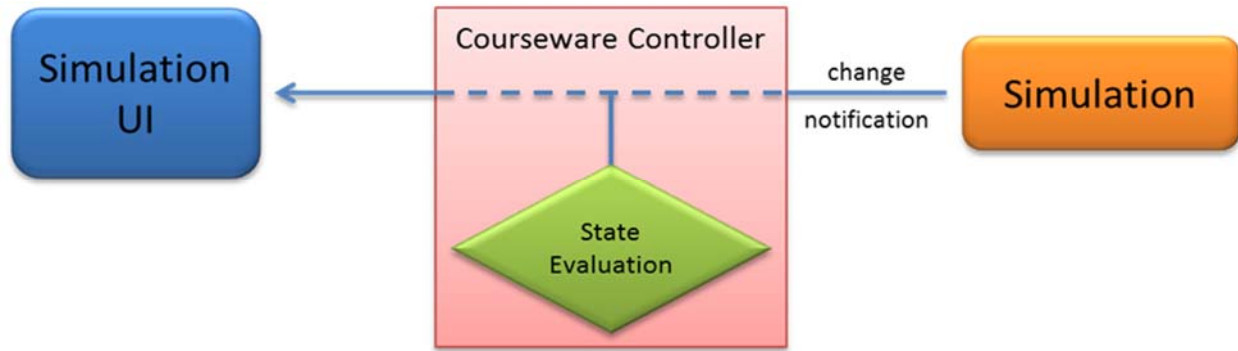 Simulation
UI
Courseware Controller
change
notification
Simulation
State
Evaluation